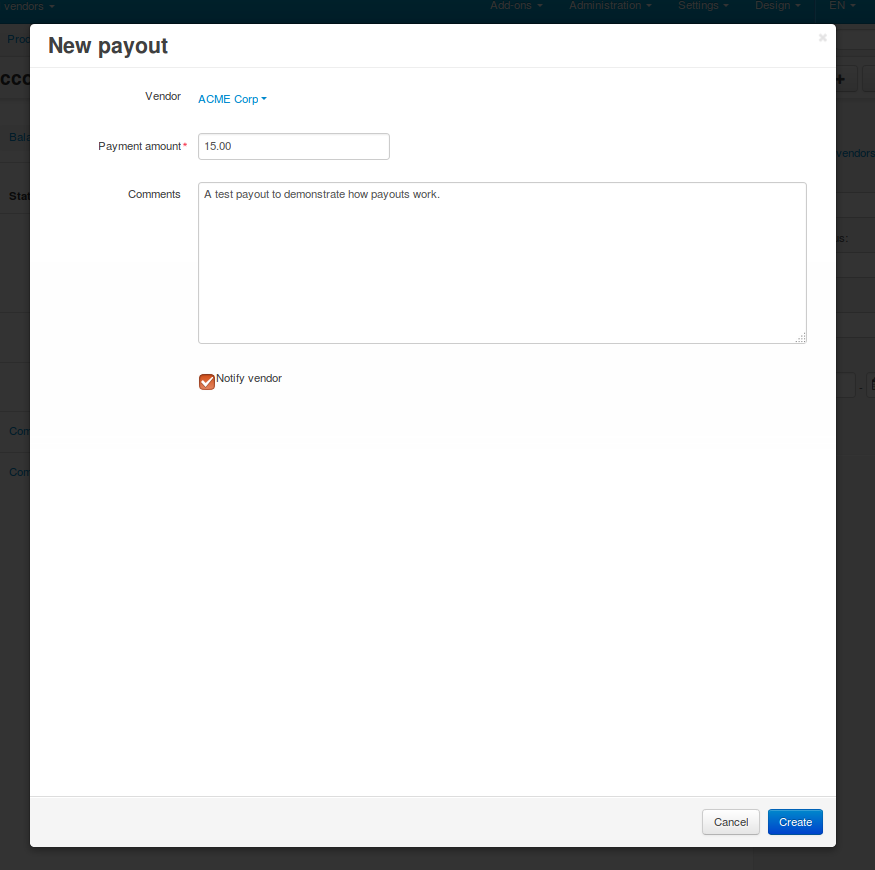 vendors
Add-ons
Administration
Settings
Design
EN
New payout
Vendor
ACME Corp
Payment amount*
15.00
Comments
A test payout to demonstrate how payouts work.
Notify vendor
vendors
Cancel
Create